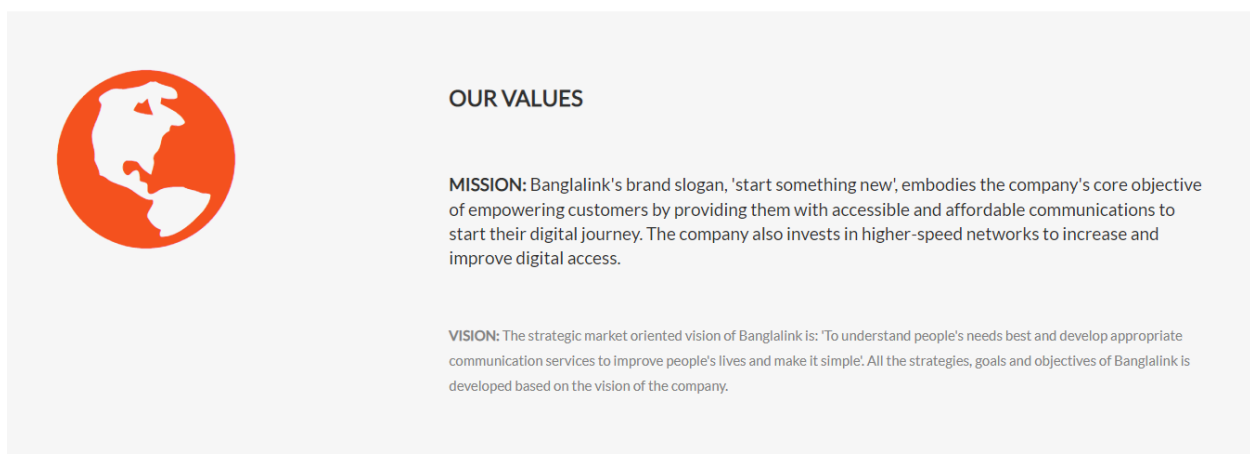 OUR VALUES
MISSION: Banglalink's brand slogan, 'start something new', embodies the company's core objective
of empowering customers by providing them with accessible and affordable communications to
start their digital journey. The company also invests in higher-speed networks to increase and
improve digital access.
VISION: The strategic market oriented vision of Banglalink is: 'To understand people's needs best and develop appropriate
communication services to improve people's lives and make it simple'. All the strategies, goals and objectives of Banglalink is
developed based on the vision of the company.